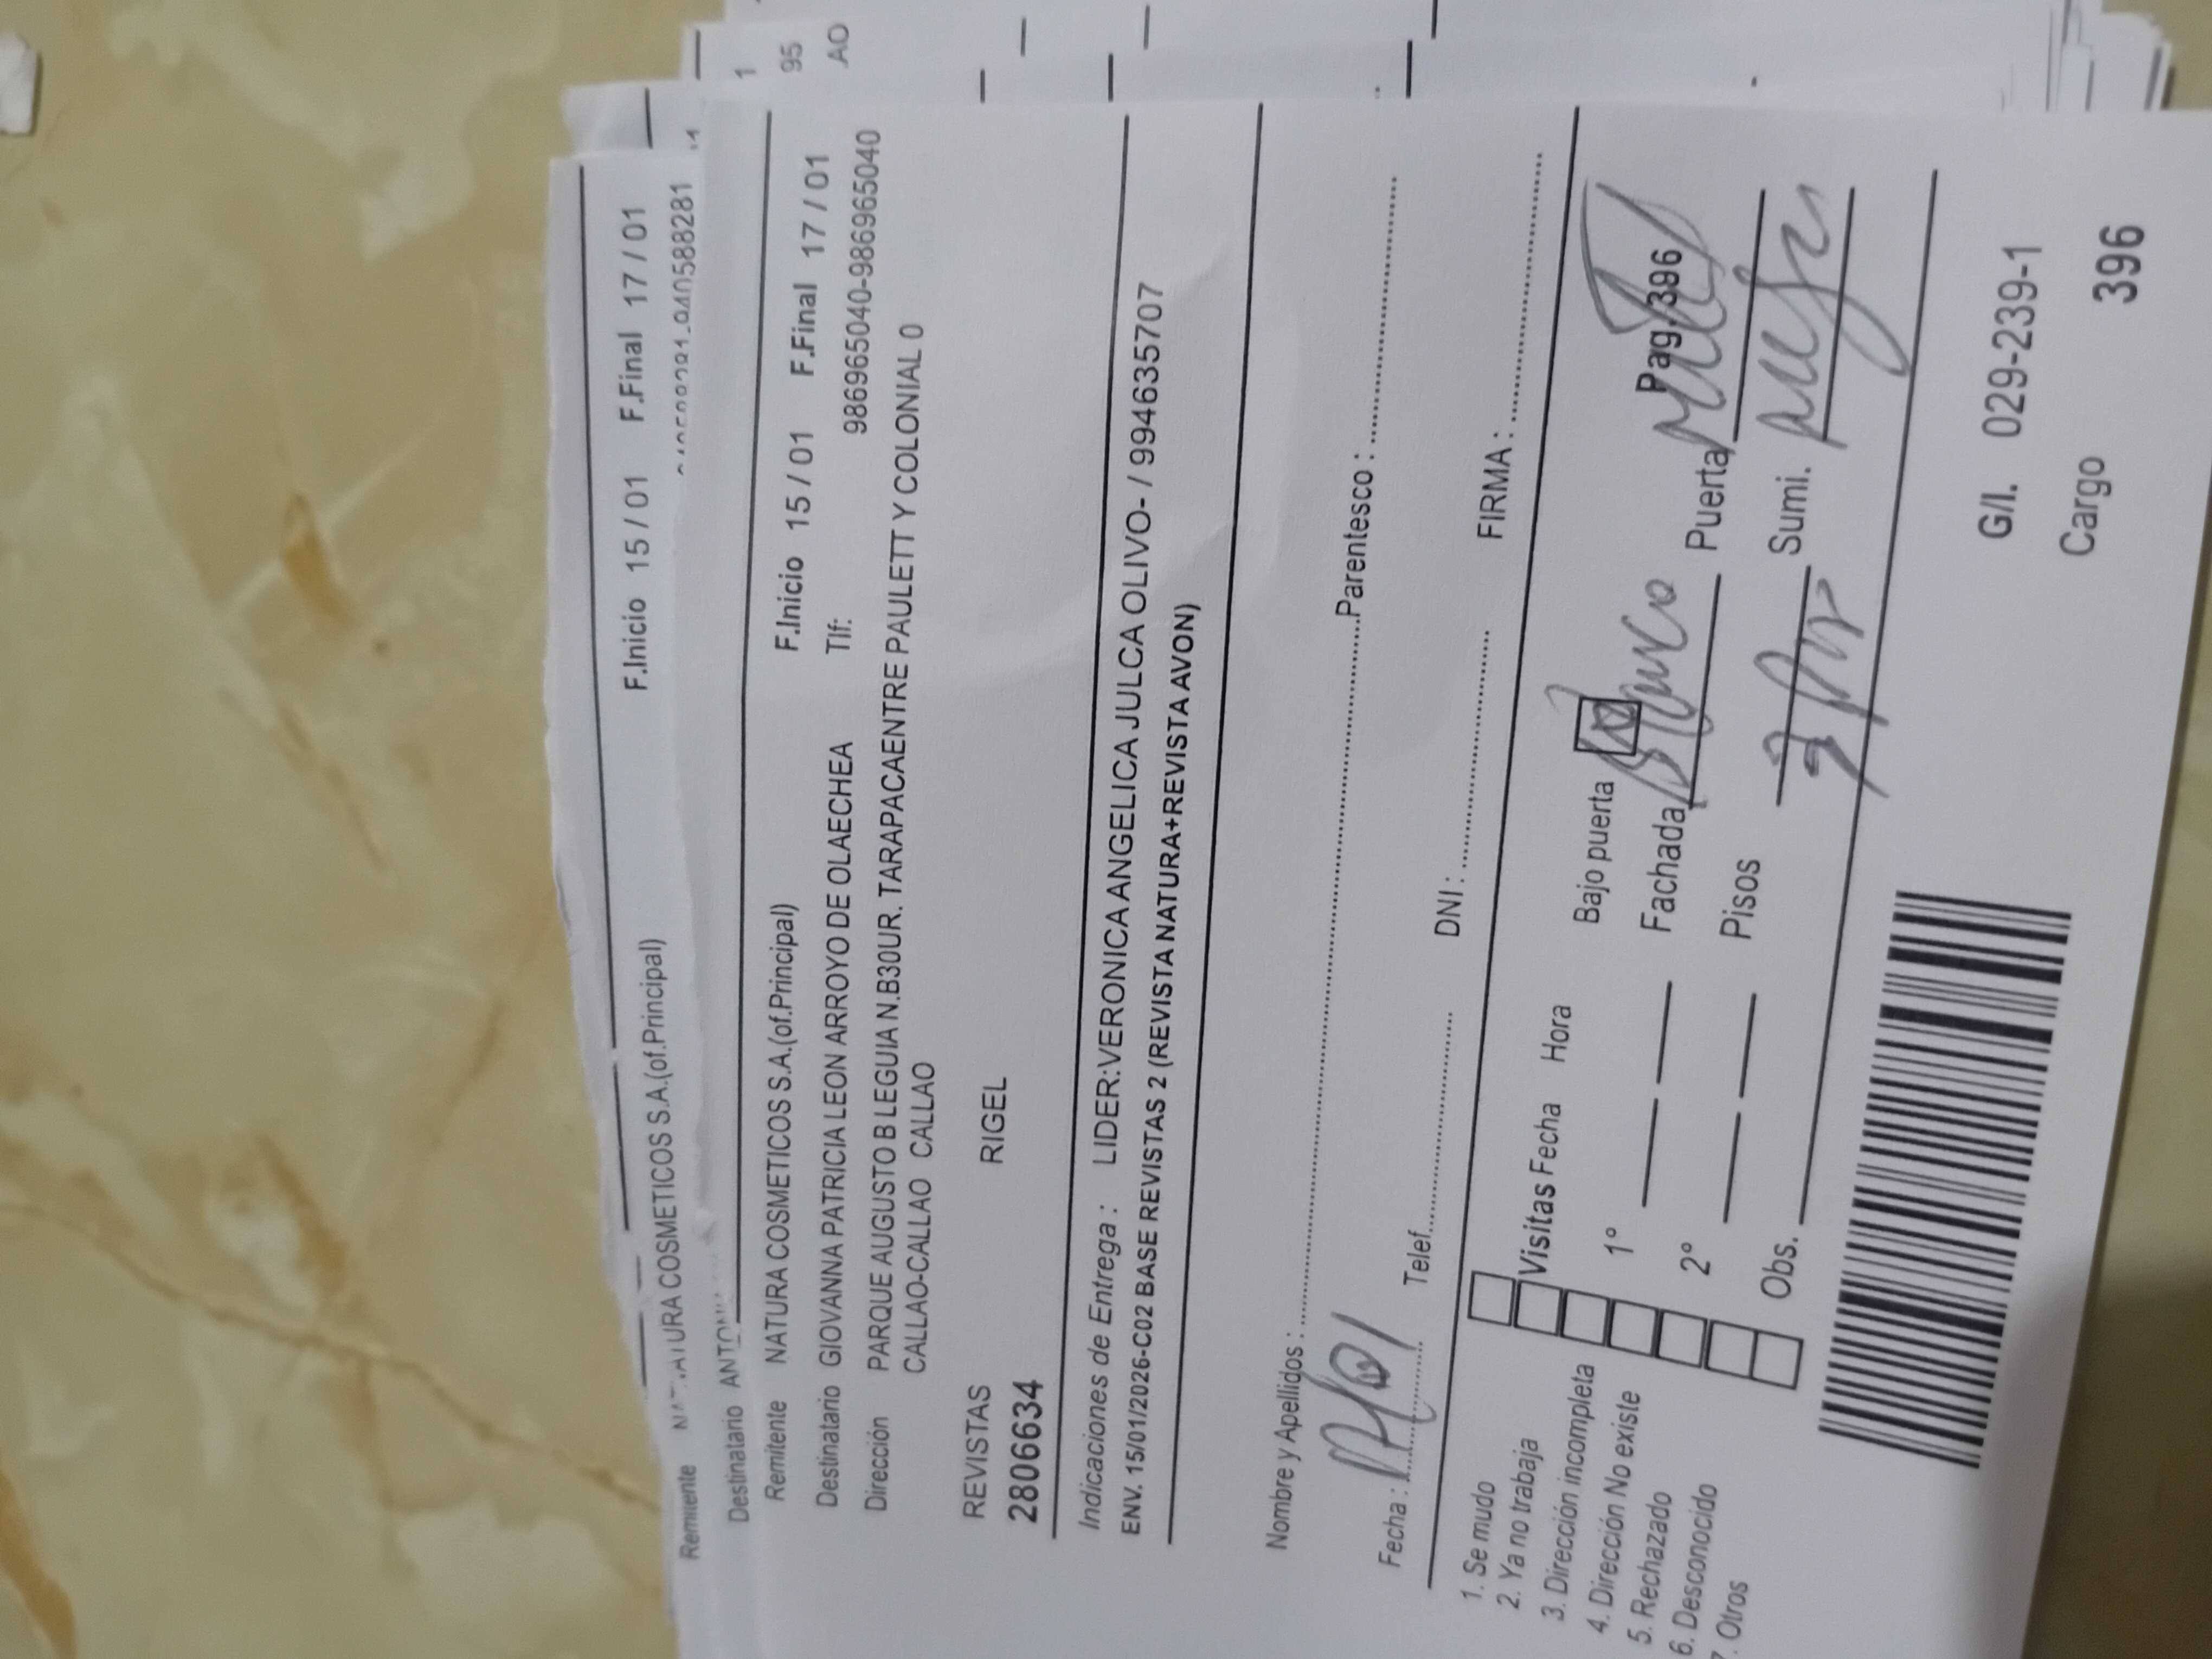 F.Inicio 15 / 01 F.Final 17 / 01
Remitente NATURA COSMETICOS S.A.(of.Principal)
Destinatario
1
95
AO
Remitente NATURA COSMETICOS S.A.(of.Principal) F.Inicio 15 / 01 F.Final 17 / 01
Destinatario GIOVANNA PATRICIA LEON ARROYO DE OLAECHEA Tlf: 986965040-986965040
Dirección PARQUE AUGUSTO B LEGUIA N.B30UR. TARAPACAENTRE PAULETT Y COLONIAL 0
CALLAO-CALLAO CALLAO
REVISTAS RIGEL
2806634
Indicaciones de Entrega : LIDER:VERONICA ANGELICA JULCA OLIVO- / 994635707
ENV. 15/01/2026-C02 BASE REVISTAS 2 (REVISTA NATURA+REVISTA AVON)
Nombre y Apellidos : Parentesco :
Fecha : Telef. DNI : FIRMA :
1. Se mudo
2. Ya no trabaja
3. Dirección incompleta
4. Dirección No existe
5. Rechazado
6. Desconocido
7. Otros
Visitas Fecha Hora Bajo puerta Pag. 396
1° Fachada Blanco Puerta
2° Pisos Sumi.
Obs.
G/I. 029-239-1
Cargo 396